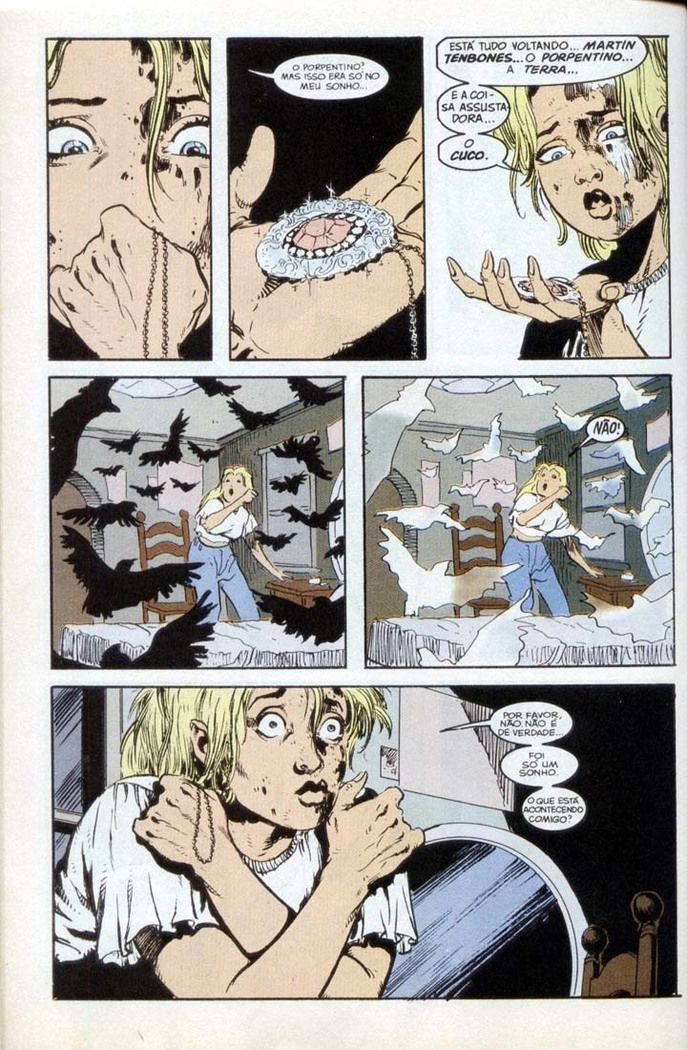 O PORPENTINO?
MAS ISSO ERA SÓ NO
MEU SONHO...
ESTÁ TUDO VOLTANDO... MARTIN
TENBONES... O PORPENTINO...
A TERRA...
E A COI-
SA ASSUSTA-
DORA...
O
CUCO.
NÃO!
POR FAVOR,
NÃO. NÃO É
DE VERDADE...
FOI
SÓ UM
SONHO.
O QUE ESTÁ
ACONTECENDO
COMIGO?